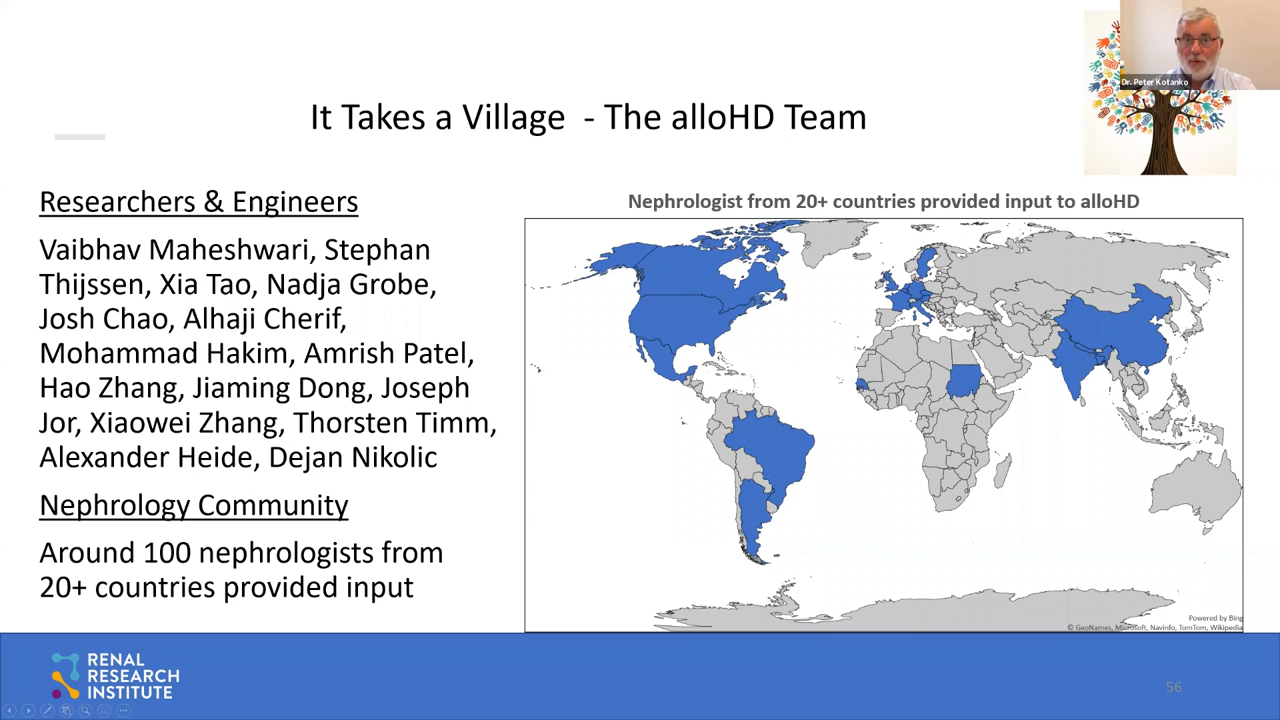 Dr. Peter Kotanko
It Takes a Village - The alloHD Team
Researchers & Engineers
Vaibhav Maheshwari, Stephan
Thijssen, Xia Tao, Nadja Grobe,
Josh Chao, Alhaji Cherif,
Mohammad Hakim, Amrish Patel,
Hao Zhang, Jiaming Dong, Joseph
Jor, Xiaowei Zhang, Thorsten Timm,
Alexander Heide, Dejan Nikolic
Nephrology Community
Around 100 nephrologists from
20+ countries provided input
Nephrologist from 20+ countries provided input to alloHD
Powered by Bing
© GeoNames, Microsoft, Navinfo, TomTom, Wikipedia
RENAL
RESEARCH
INSTITUTE
56